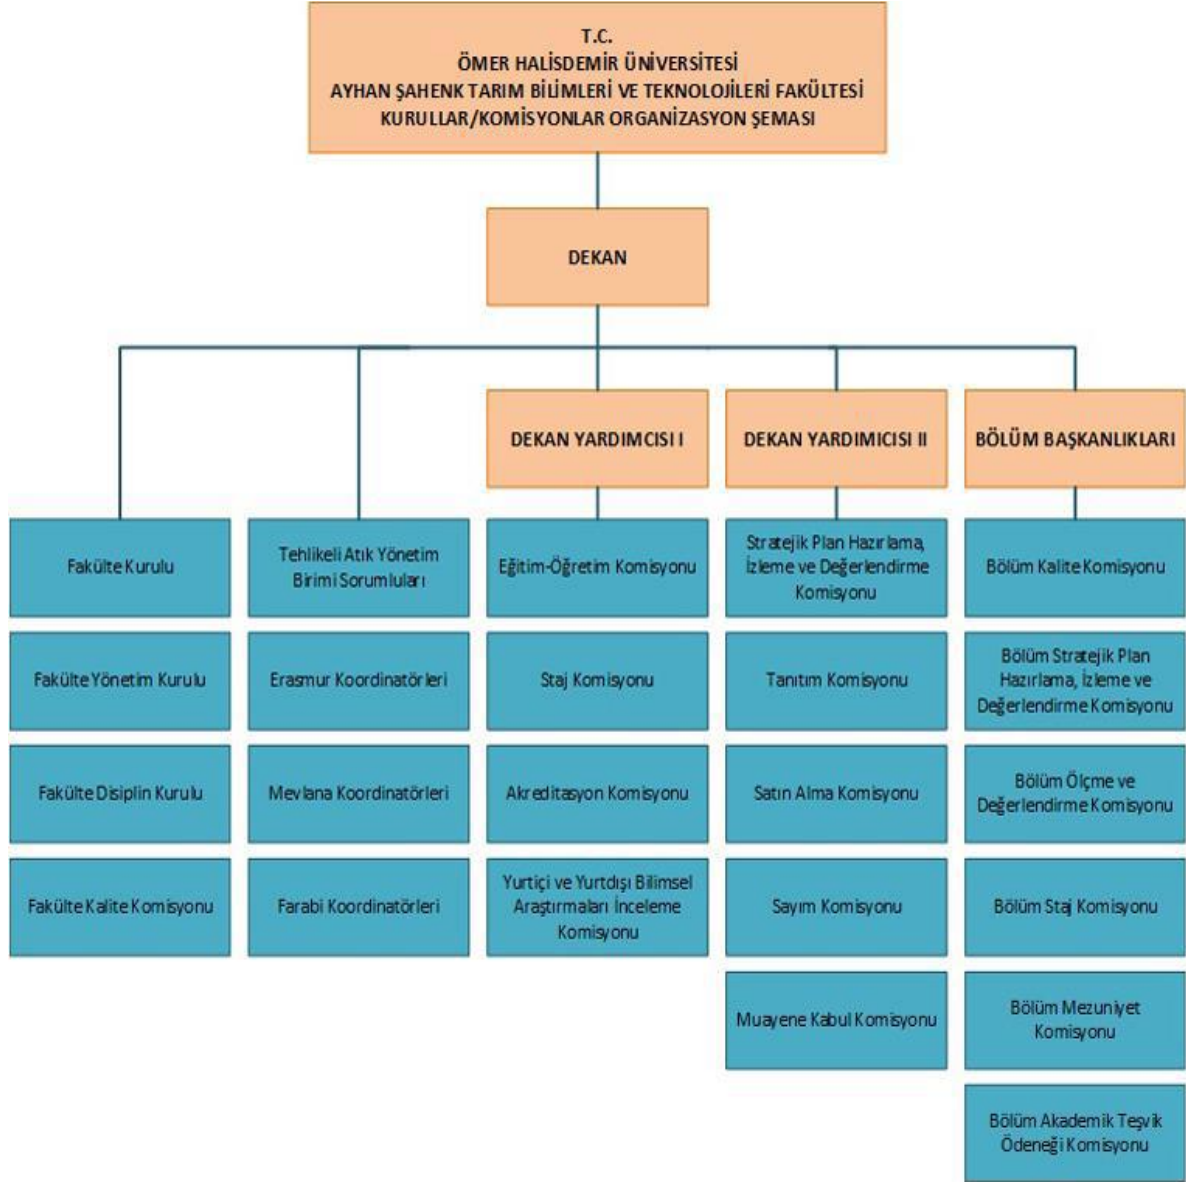 T.C.
ÖMER HALİSDEMİR ÜNİVERSİTESİ
AYHAN ŞAHENK TARIM BİLİMLERİ VE TEKNOLOJİLERİ FAKÜLTESİ
KURULLAR/KOMİSYONLAR ORGANİZASYON ŞEMASI
DEKAN
DEKAN YARDIMCISI I
DEKAN YARDIMICISI II
BÖLÜM BAŞKANLIKLARI
Fakülte Kurulu
Fakülte Yönetim Kurulu
Fakülte Disiplin Kurulu
Fakülte Kalite Komisyonu
Tehlikeli Atık Yönetim
Birimi Sorumluları
Erasmur Koordinatörleri
Mevlana Koordinatörleri
Farabi Koordinatörleri
Eğitim-Öğretim Komisyonu
Staj Komisyonu
Akreditasyon Komisyonu
Yurtiçi ve Yurtdışı Bilimsel
Araştırmaları İnceleme
Komisyonu
Stratejik Plan Hazırlama,
İzleme ve Değerlendirme
Komisyonu
Tanıtım Komisyonu
Satın Alma Komisyonu
Sayım Komisyonu
Muayene Kabul Komisyonu
Bölüm Kalite Komisyonu
Bölüm Stratejik Plan
Hazırlama, İzleme ve
Değerlendirme Komisyonu
Bölüm Ölçme ve
Değerlendirme Komisyonu
Bölüm Staj Komisyonu
Bölüm Mezuniyet
Komisyonu
Bölüm Akademik Teşvik
Ödeneği Komisyonu